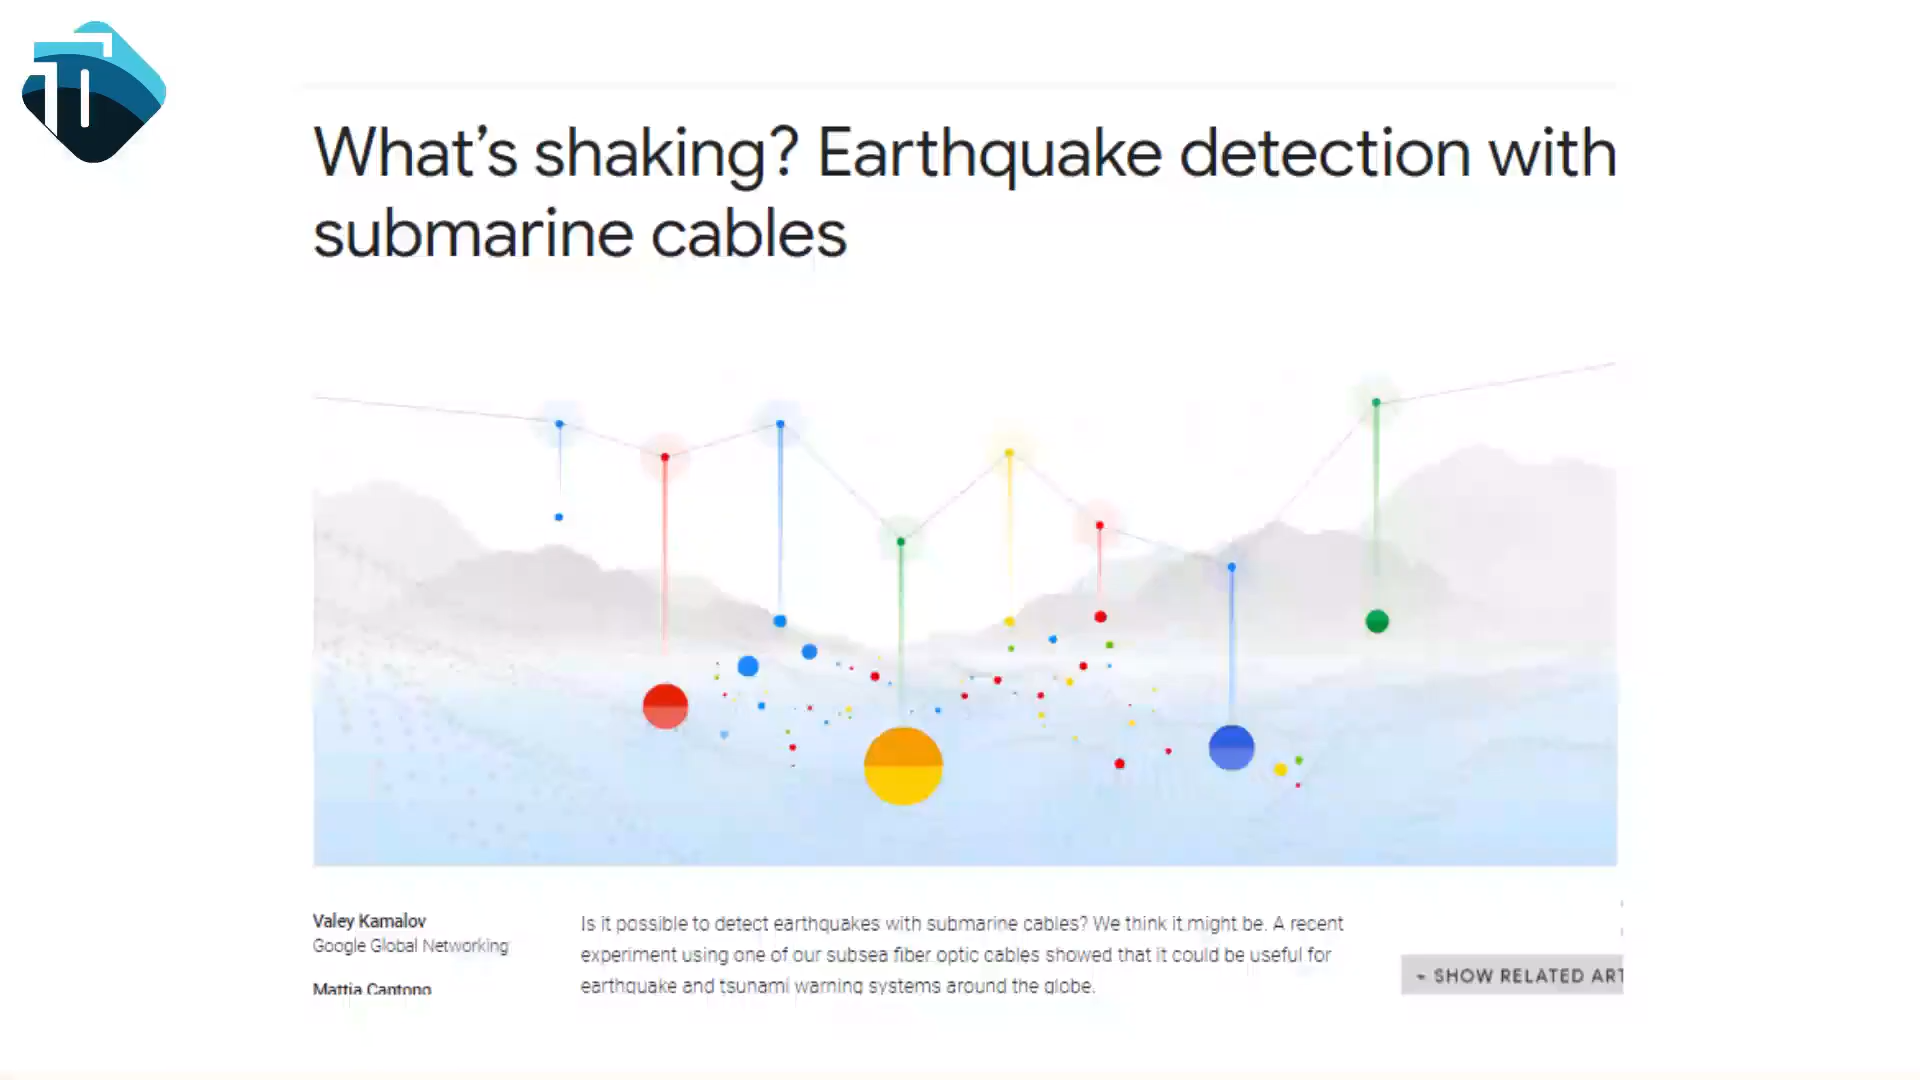 What's shaking? Earthquake detection with
submarine cables
Valey Kamalov
Google Global Networking
Mattia Cantono
Is it possible to detect earthquakes with submarine cables? We think it might be. A recent
experiment using one of our subsea fiber optic cables showed that it could be useful for
earthquake and tsunami warning systems around the globe.
SHOW RELATED ART